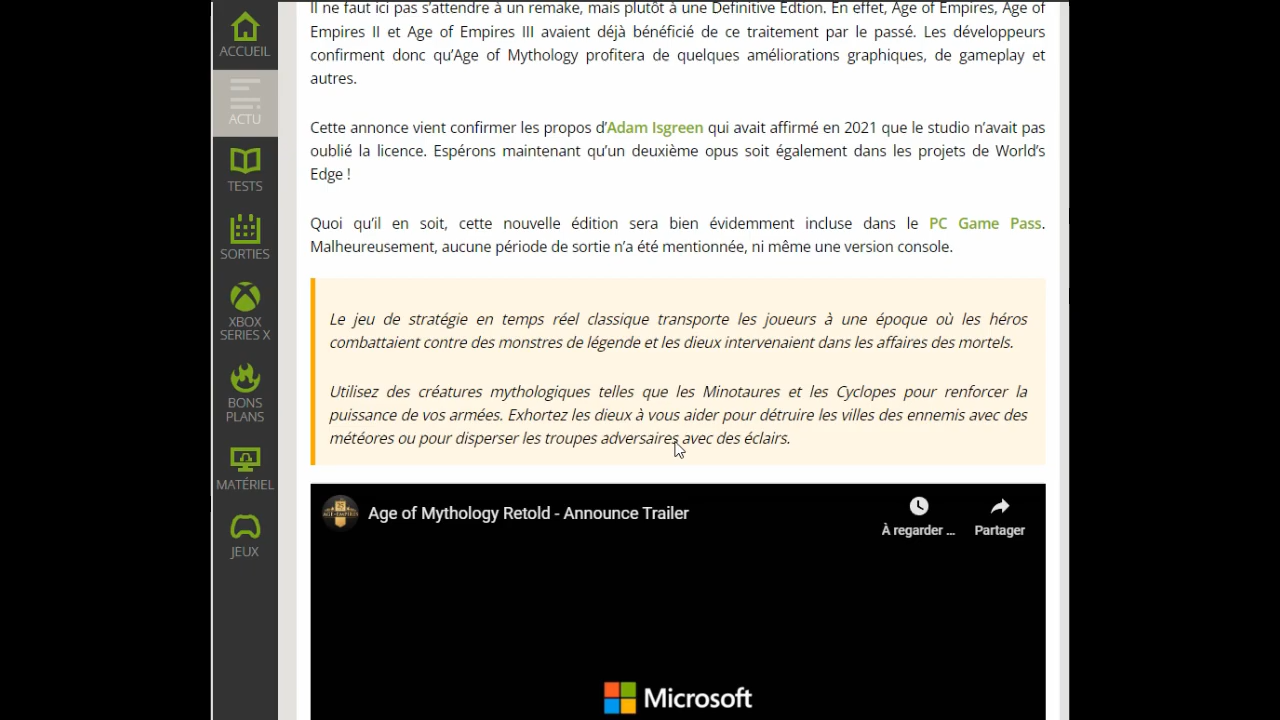 Il ne faut ici pas s'attendre à un remake, mais plutôt à une Definitive Edtion. En effet, Age of Empires, Age of
Empires II et Age of Empires III avaient déjà bénéficié de ce traitement par le passé. Les développeurs
confirment donc qu'Age of Mythology profitera de quelques améliorations graphiques, de gameplay et
autres.
Cette annonce vient confirmer les propos d'Adam Isgreen qui avait affirmé en 2021 que le studio n'avait pas
oublié la licence. Espérons maintenant qu'un deuxième opus soit également dans les projets de World's
Edge !
Quoi qu'il en soit, cette nouvelle édition sera bien évidemment incluse dans le PC Game Pass.
Malheureusement, aucune période de sortie n'a été mentionnée, ni même une version console.
Le jeu de stratégie en temps réel classique transporte les joueurs à une époque où les héros
combattaient contre des monstres de légende et les dieux intervenaient dans les affaires des mortels.
Utilisez des créatures mythologiques telles que les Minotaures et les Cyclopes pour renforcer la
puissance de vos armées. Exhortez les dieux à vous aider pour détruire les villes des ennemis avec des
météores ou pour disperser les troupes adversaires avec des éclairs.
Age of Mythology Retold - Announce Trailer
À regarder ...
Partager
Microsoft
ACCUEIL
ACTU
TESTS
SORTIES
XBOX
SERIES X
BONS
PLANS
MATÉRIEL
JEUX